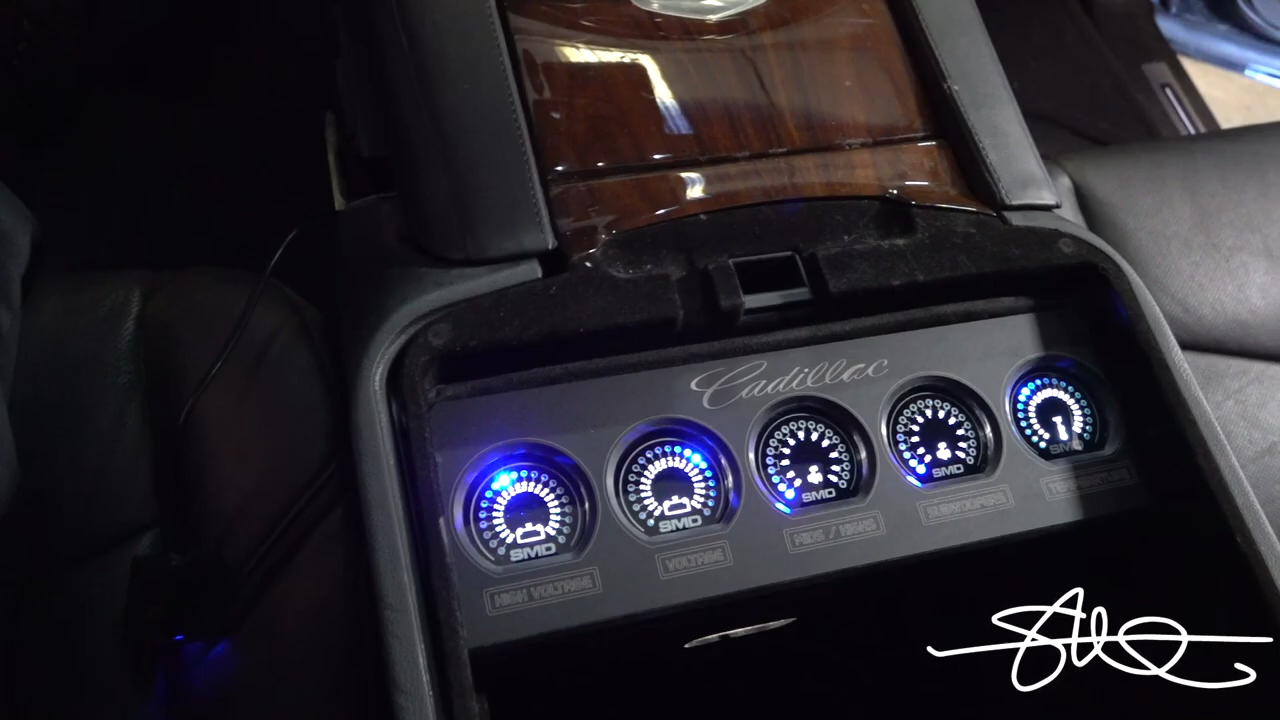 Cadillac
SMD
SMD
SMD
SMD
SMD
HIGH VOLTAGE
VOLTAGE
MIDS / HIGHS
SUBWOOFERS
TEMPERATURE